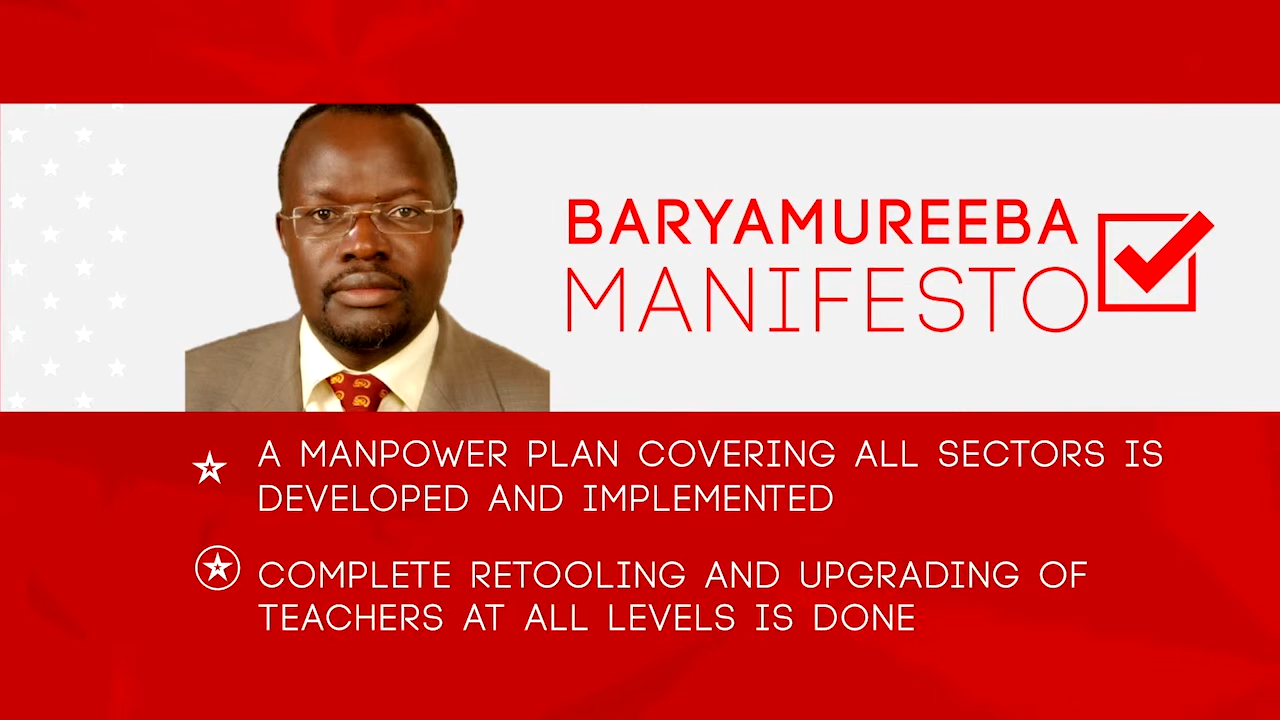 BARYAMUREEBA
MANIFESTO
A MANPOWER PLAN COVERING ALL SECTORS IS
DEVELOPED AND IMPLEMENTED
COMPLETE RETOOLING AND UPGRADING OF
TEACHERS AT ALL LEVELS IS DONE